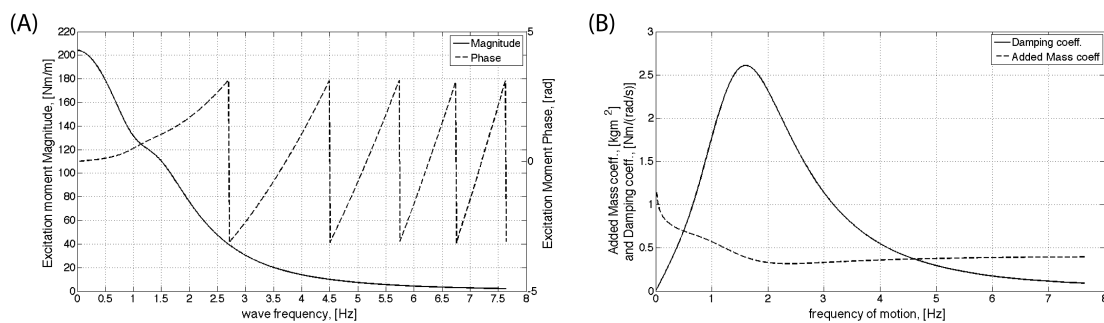 (A)
Excitation moment Magnitude, [Nm/m]
220
200
180
160
140
120
100
80
60
40
20
0
0 0.5 1 1.5 2 2.5 3 3.5 4 4.5 5 5.5 6 6.5 7 7.5 8
wave frequency, [Hz]
Magnitude
Phase
5
0
-5
Excitation Moment Phase, [rad]
(B)
Added Mass coeff., [kgm²]
and Damping coeff., [Nm/(rad/s)]
3
2.5
2
1.5
1
0.5
0
0 1 2 3 4 5 6 7 8
frequency of motion, [Hz]
Damping coeff.
Added Mass coeff